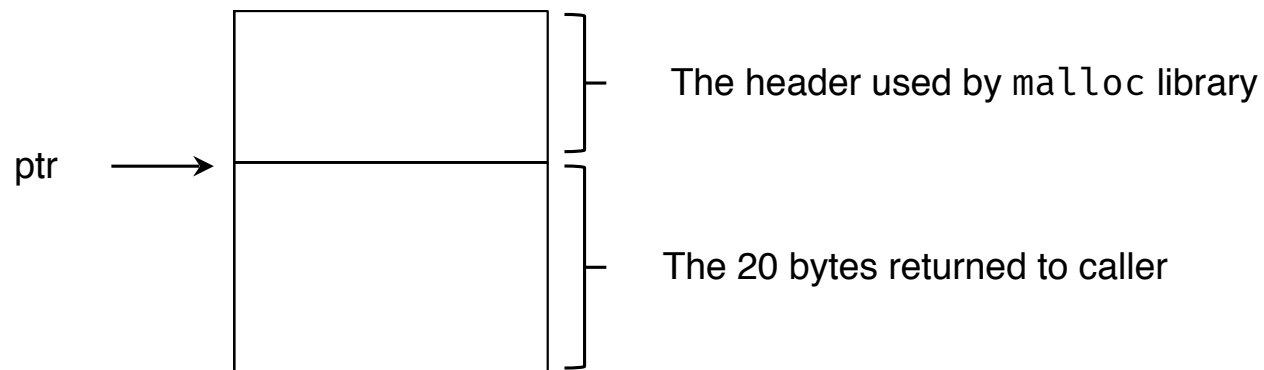 The header used by malloc library
ptr
The 20 bytes returned to caller